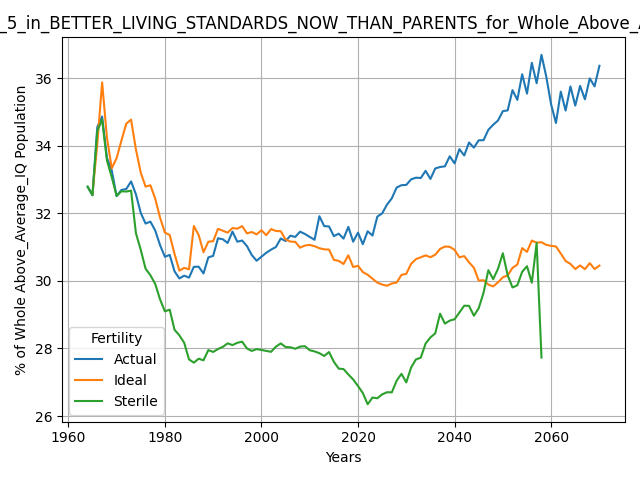 _5_in_BETTER_LIVING_STANDARDS_NOW_THAN_PARENTS_for_Whole_Above_
% of Whole Above_Average_IQ Population
36
34
32
30
28
26
Fertility
Actual
Ideal
Sterile
1960
1980
2000
2020
2040
2060
Years